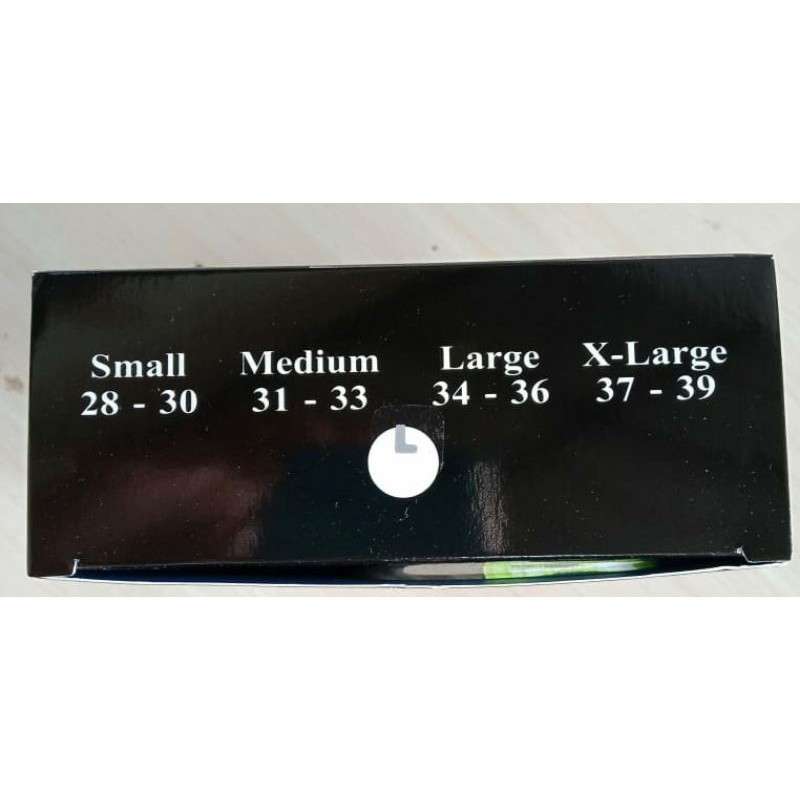 Small Medium Large X-Large
28 - 30 31 - 33 34 - 36 37 - 39
L